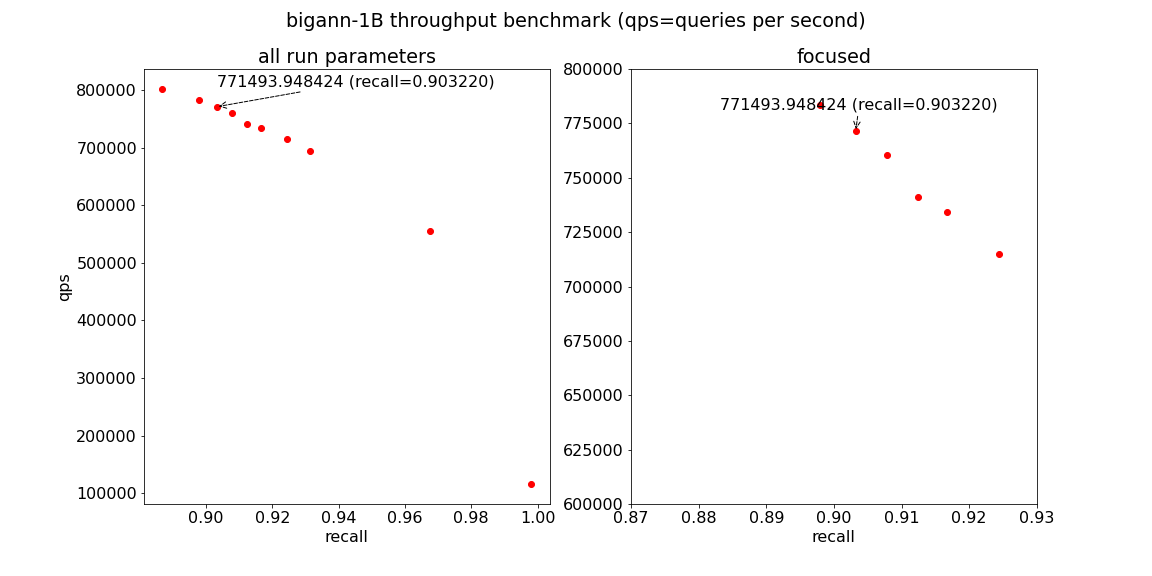 bigann-1B throughput benchmark (qps=queries per second)
all run parameters
771493.948424 (recall=0.903220)
800000
700000
600000
500000
400000
300000
200000
100000
qps
0.90 0.92 0.94 0.96 0.98 1.00
recall
focused
771493.948424 (recall=0.903220)
800000
775000
750000
725000
700000
675000
650000
625000
600000
0.87 0.88 0.89 0.90 0.91 0.92 0.93
recall